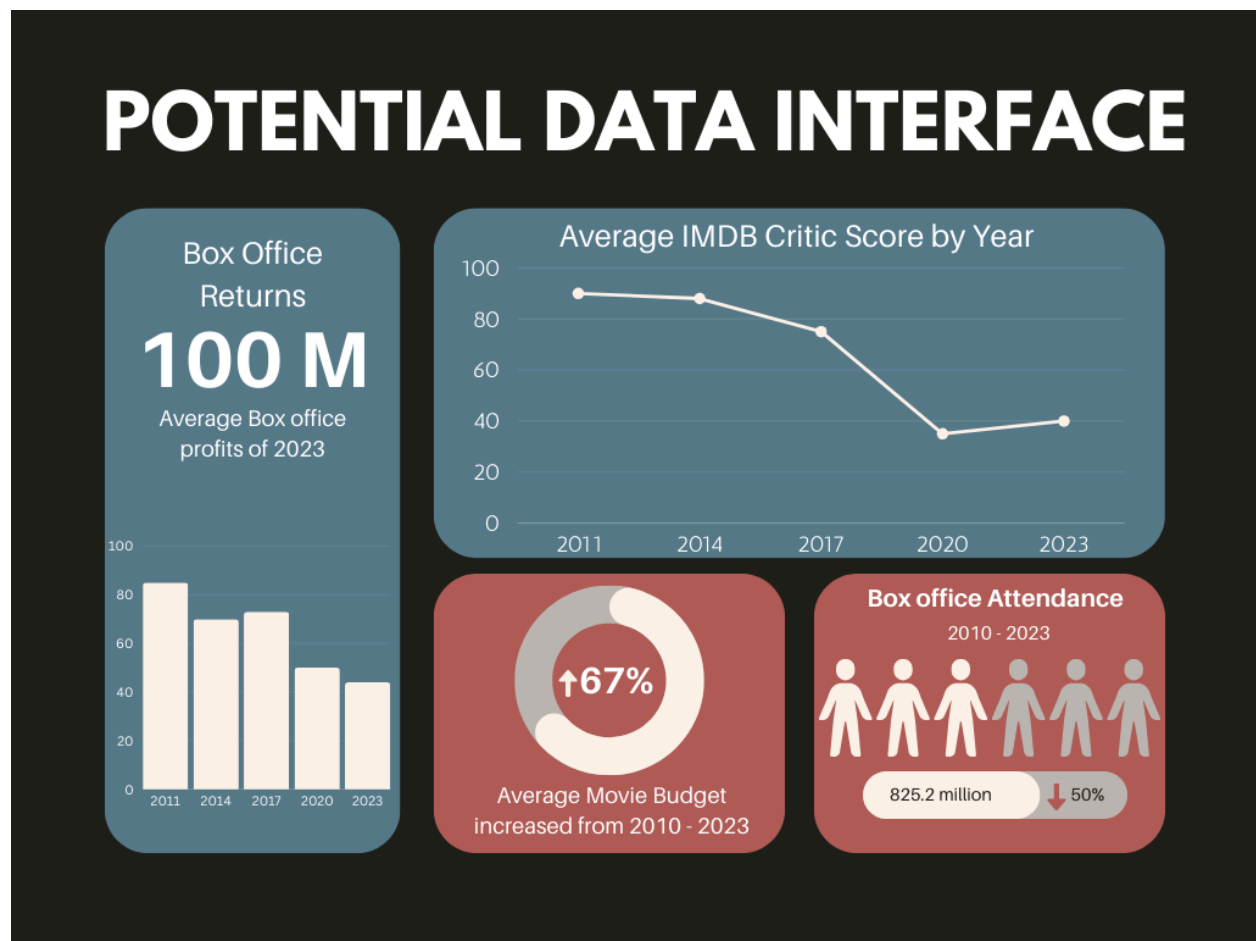 POTENTIAL DATA INTERFACE
Box Office
Returns
100 M
Average Box office
profits of 2023
100
80
60
40
20
0
2011 2014 2017 2020 2023
Average IMDB Critic Score by Year
100
80
60
40
20
0
2011 2014 2017 2020 2023
↑67%
Average Movie Budget
increased from 2010 - 2023
Box office Attendance
2010 - 2023
825.2 million ↓ 50%